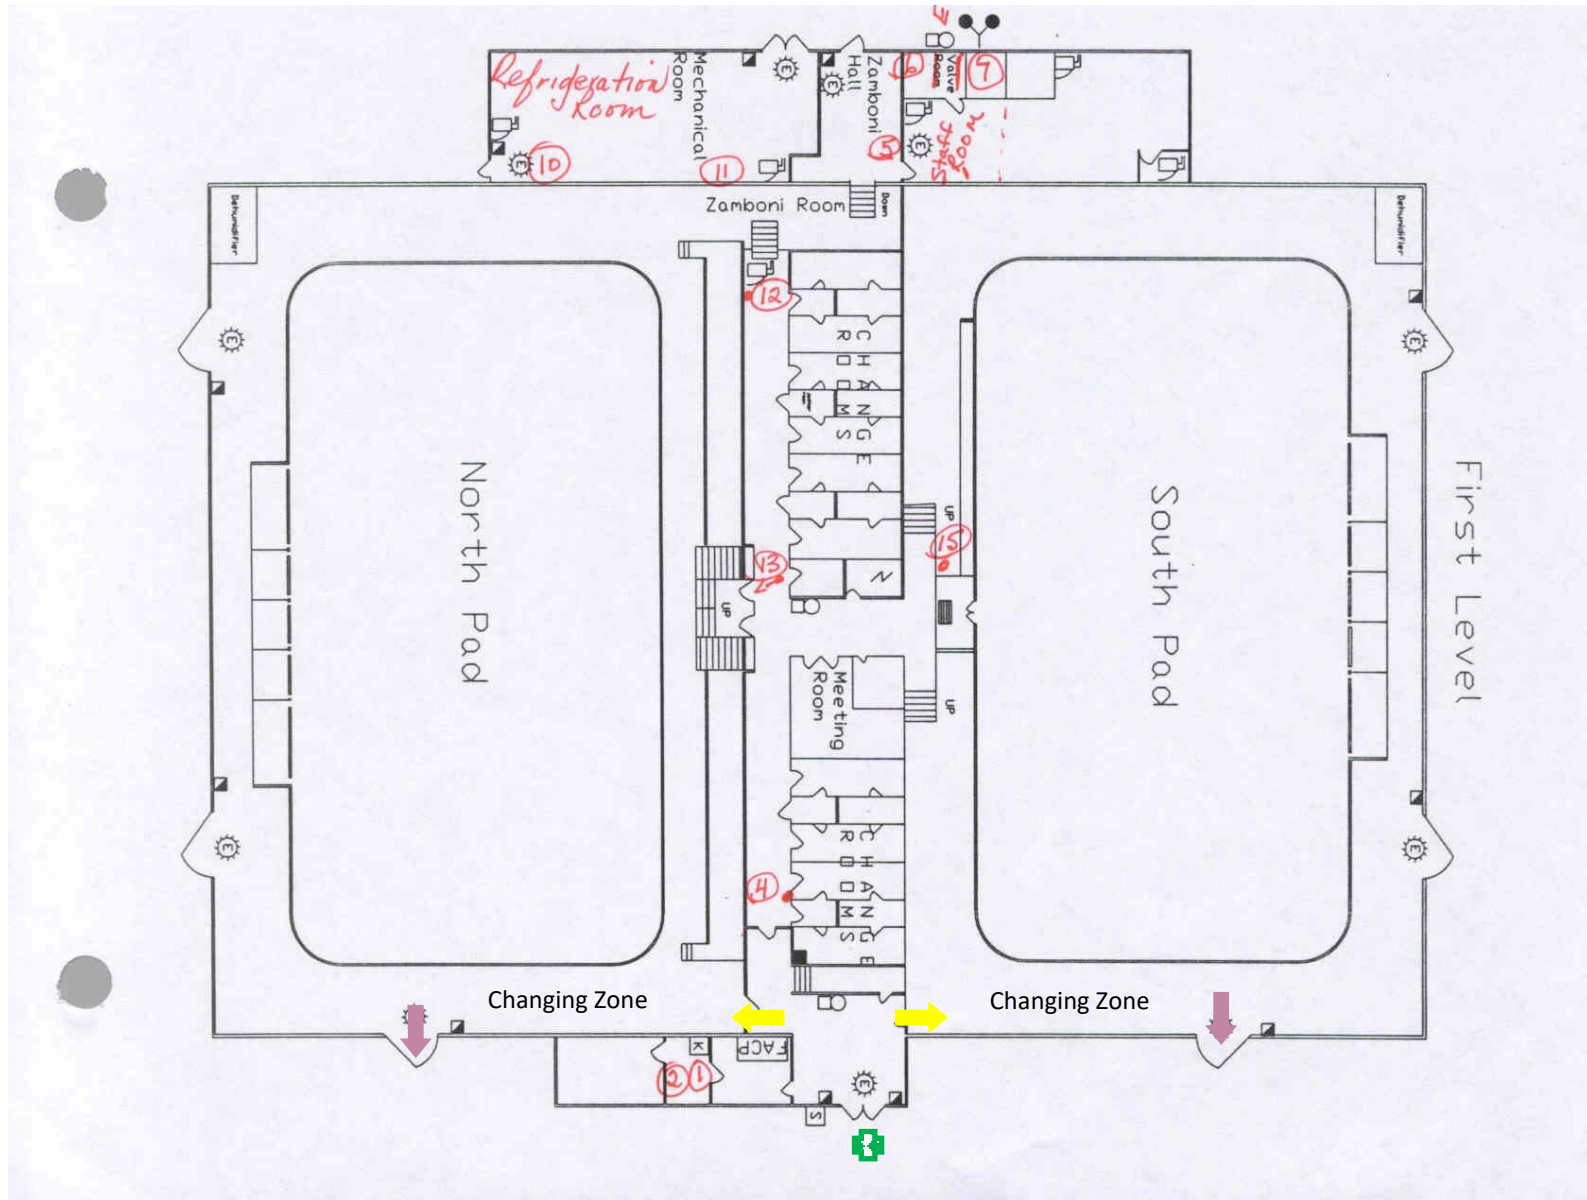 E
Refrigeration
Room
Mechanical
Room
Zamboni
Hall
6
Valve
Room
7
Staff
Room
5
10
11
E
E
E
E
Zamboni Room
Down
Dehumidifier
Dehumidifier
12
CHANGE
ROOMS
E
E
North Pad
South Pad
First Level
UP
15
13
UP
UP
Meeting
Room
E
E
CHANGE
ROOMS
4
Changing Zone
Changing Zone
K
FACP
2
1
E
S